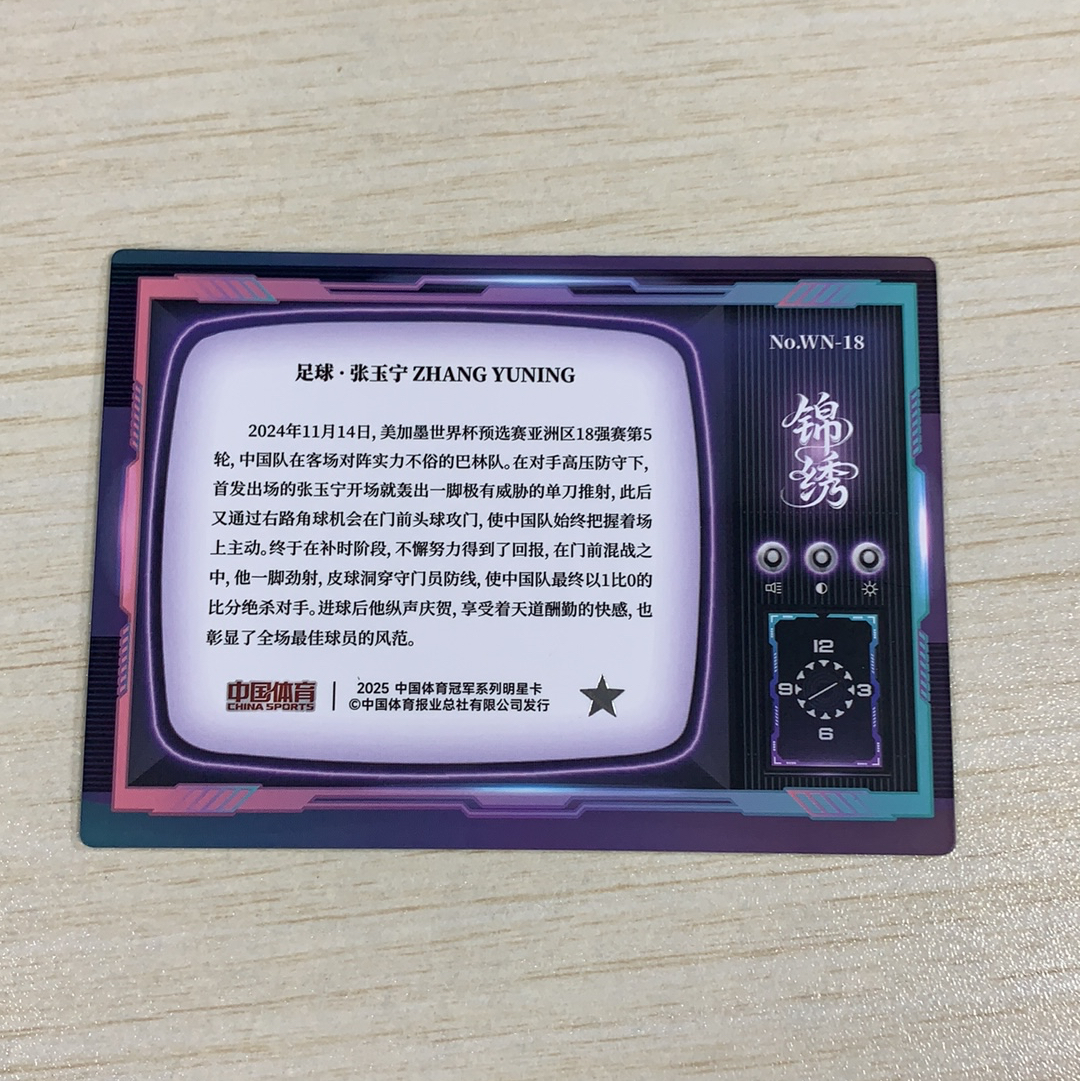 足球·张玉宁 ZHANG YUNING
2024年11月14日, 美加墨世界杯预选赛亚洲区18强赛第5
轮, 中国队在客场对阵实力不俗的巴林队。在对手高压防守下,
首发出场的张玉宁开场就轰出一脚极有威胁的单刀推射, 此后
又通过右路角球机会在门前头球攻门, 使中国队始终把握着场
上主动。终于在补时阶段, 不懈努力得到了回报, 在门前混战之
中, 他一脚劲射, 皮球洞穿守门员防线, 使中国队最终以1比0的
比分绝杀对手。进球后他纵声庆贺, 享受着天道酬勤的快感, 也
彰显了全场最佳球员的风范。
中国体育
CHINA SPORTS
2025 中国体育冠军系列明星卡
©中国体育报业总社有限公司发行
No.WN-18
锦
绣
12
9 3
6